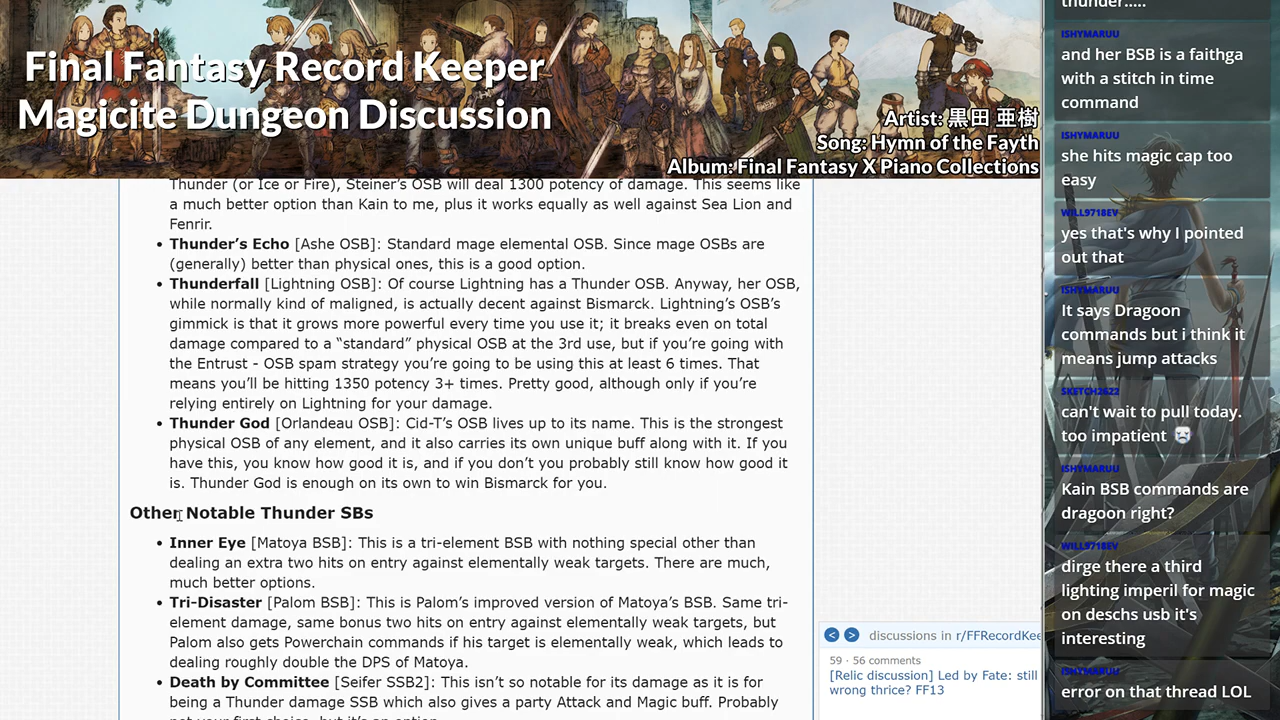 Final Fantasy Record Keeper
Magicite Dungeon Discussion
Artist: 黒田 亜樹
Song: Hymn of the Fayth
Album: Final Fantasy X Piano Collections
Thunder (or Ice or Fire), Steiner's OSB will deal 1300 potency of damage. This seems like
a much better option than Kain to me, plus it works equally as well against Sea Lion and
Fenrir.
• Thunder's Echo [Ashe OSB]: Standard mage elemental OSB. Since mage OSBs are
(generally) better than physical ones, this is a good option.
• Thunderfall [Lightning OSB]: Of course Lightning has a Thunder OSB. Anyway, her OSB,
while normally kind of maligned, is actually decent against Bismarck. Lightning's OSB's
gimmick is that it grows more powerful every time you use it; it breaks even on total
damage compared to a “standard” physical OSB at the 3rd use, but if you're going with
the Entrust - OSB spam strategy you're going to be using this at least 6 times. That
means you'll be hitting 1350 potency 3+ times. Pretty good, although only if you're
relying entirely on Lightning for your damage.
• Thunder God [Orlandeau OSB]: Cid-T's OSB lives up to its name. This is the strongest
physical OSB of any element, and it also carries its own unique buff along with it. If you
have this, you know how good it is, and if you don't you probably still know how good it
is. Thunder God is enough on its own to win Bismarck for you.
Other Notable Thunder SBs
• Inner Eye [Matoya BSB]: This is a tri-element BSB with nothing special other than
dealing an extra two hits on entry against elementally weak targets. There are much,
much better options.
• Tri-Disaster [Palom BSB]: This is Palom's improved version of Matoya's BSB. Same tri-
element damage, same bonus two hits on entry against elementally weak targets, but
Palom also gets Powerchain commands if his target is elementally weak, which leads to
dealing roughly double the DPS of Matoya.
• Death by Committee [Seifer SSB2]: This isn't so notable for its damage as it is for
being a Thunder damage SSB which also gives a party Attack and Magic buff. Probably
not your first choice, but it's an option.
< > discussions in r/FFRecordKee
59 · 56 comments
[Relic discussion] Led by Fate: still
wrong thrice? FF13
thunder.....
ISHYMARUU
and her BSB is a faithga
with a stitch in time
command
ISHYMARUU
she hits magic cap too
easy
WILL9718EV
yes that's why I pointed
out that
ISHYMARUU
It says Dragoon
commands but i think it
means jump attacks
SKETCH2622
can't wait to pull today.
too impatient
ISHYMARUU
Kain BSB commands are
dragoon right?
WILL9718EV
dirge there a third
lighting imperil for magic
on deschs usb it's
interesting
ISHYMARUU
error on that thread LOL